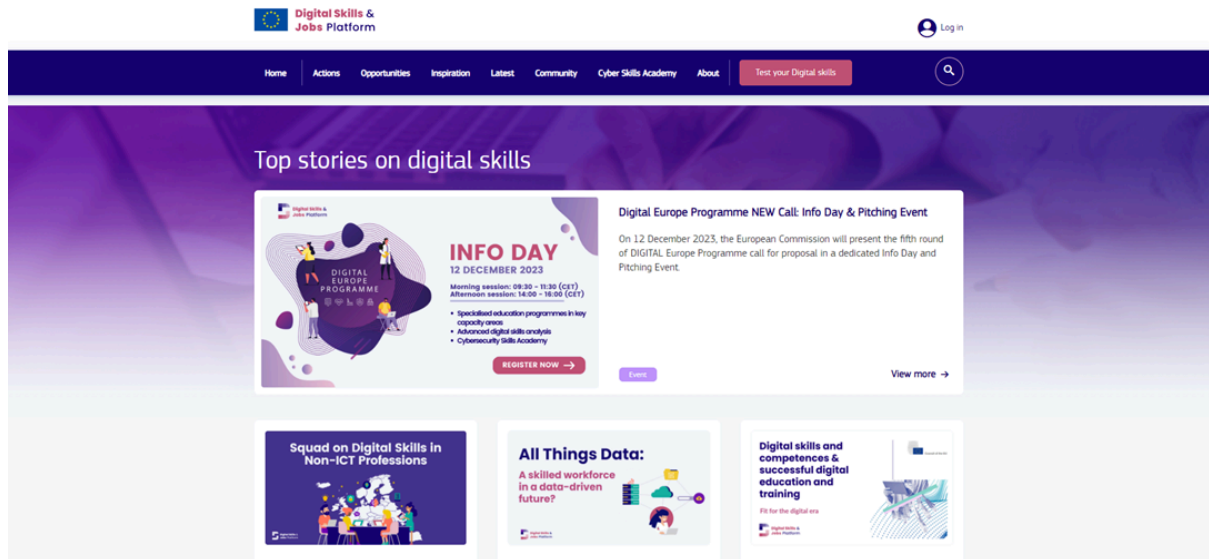 Digital Skills &
Jobs Platform
Log in
Home
Actions
Opportunities
Inspiration
Latest
Community
Cyber Skills Academy
About
Test your Digital skills
Top stories on digital skills
Digital Skills &
Jobs Platform
DIGITAL
EUROPE
PROGRAMME
INFO DAY
12 DECEMBER 2023
Morning session: 09:30 - 11:30 (CET)
Afternoon session: 14:00 - 16:00 (CET)
• Specialised education programmes in key
capacity areas
• Advanced digital skills analysis
• Cybersecurity Skills Academy
REGISTER NOW →
Digital Europe Programme NEW Call: Info Day & Pitching Event
On 12 December 2023, the European Commission will present the fifth round
of DIGITAL Europe Programme call for proposal in a dedicated Info Day and
Pitching Event.
Event
View more →
Squad on Digital Skills in
Non-ICT Professions
All Things Data:
A skilled workforce
in a data-driven
future?
Digital Skills &
Jobs Platform
Digital skills and
competences &
successful digital
education and
training
Fit for the digital era
Digital Skills &
Jobs Platform